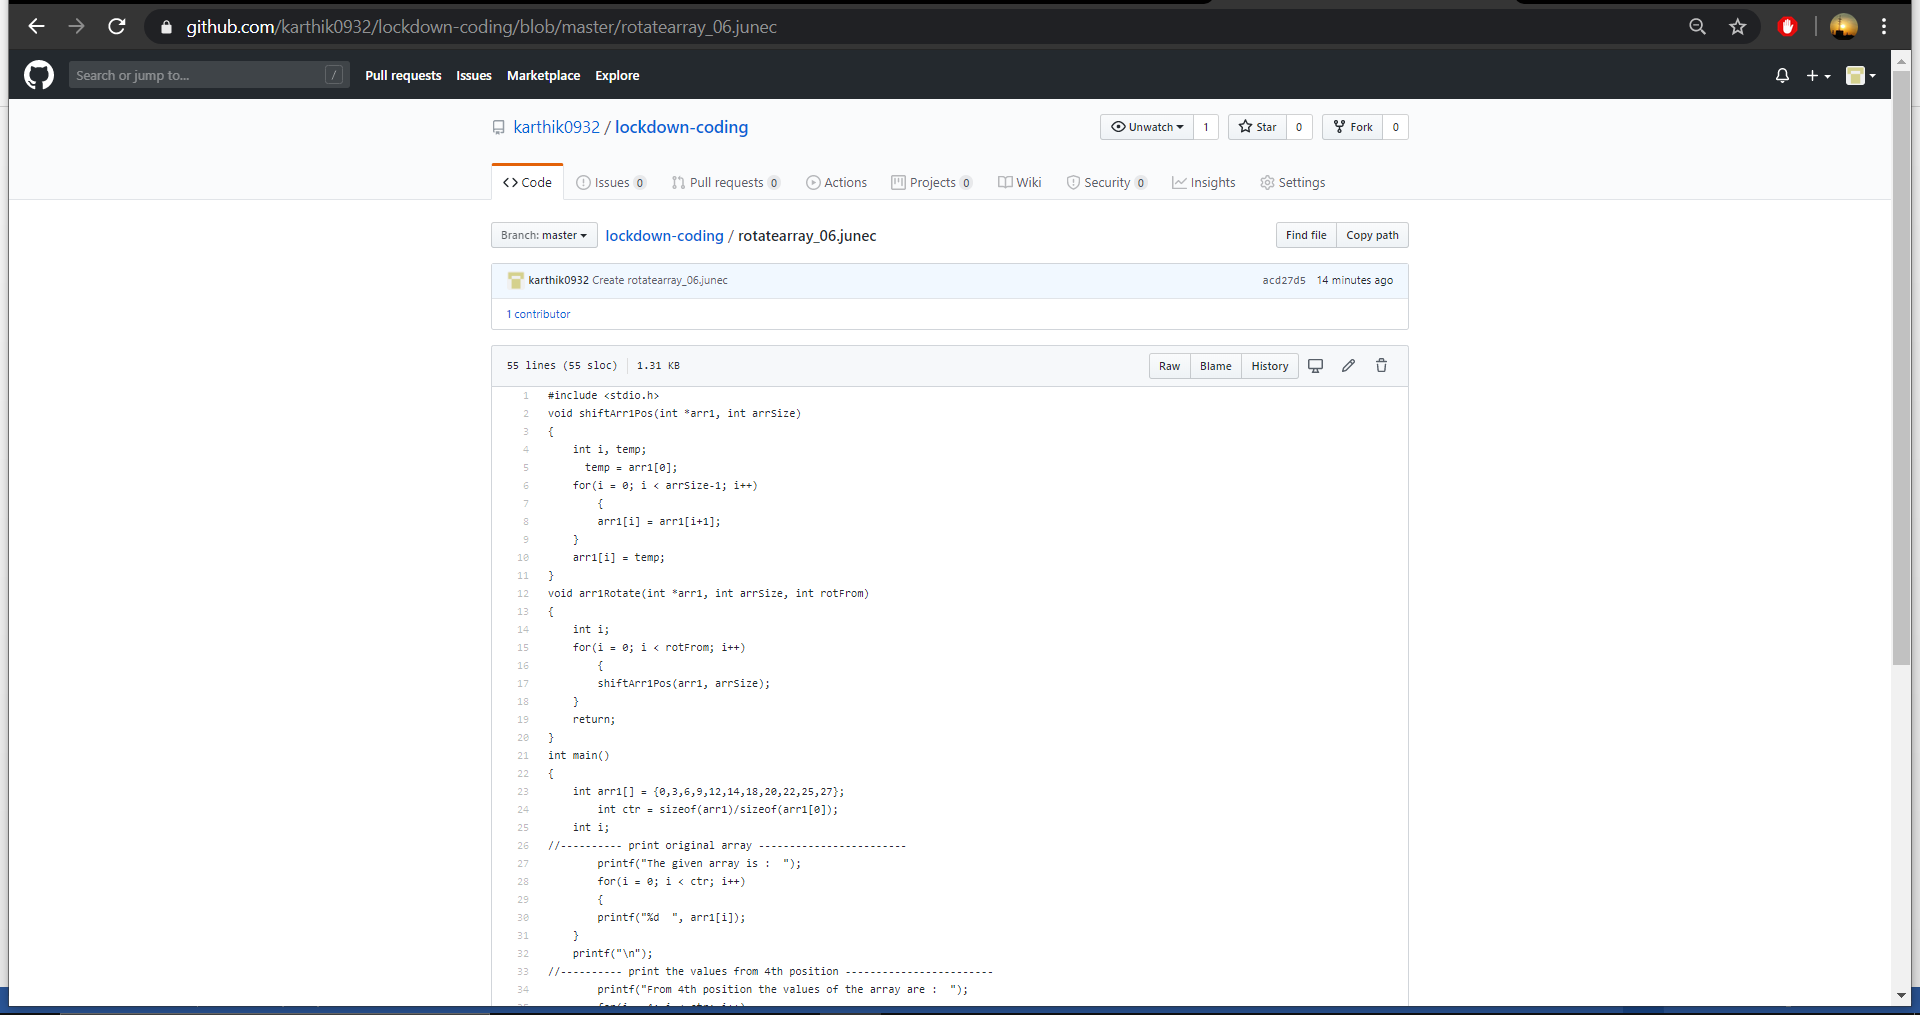 github.com/karthik0932/lockdown-coding/blob/master/rotatearray_06.junec
Search or jump to... / Pull requests Issues Marketplace Explore
karthik0932 / lockdown-coding Unwatch 1 Star 0 Fork 0
Code Issues 0 Pull requests 0 Actions Projects 0 Wiki Security 0 Insights Settings
Branch: master lockdown-coding / rotatearray_06.junec Find file Copy path
karthik0932 Create rotatearray_06.junec acd27d5 14 minutes ago
1 contributor
55 lines (55 sloc) 1.31 KB Raw Blame History
1 #include <stdio.h>
2 void shiftArr1Pos(int *arr1, int arrSize)
3 {
4     int i, temp;
5       temp = arr1[0];
6     for(i = 0; i < arrSize-1; i++)
7         {
8         arr1[i] = arr1[i+1];
9     }
10     arr1[i] = temp;
11 }
12 void arr1Rotate(int *arr1, int arrSize, int rotFrom)
13 {
14     int i;
15     for(i = 0; i < rotFrom; i++)
16         {
17         shiftArr1Pos(arr1, arrSize);
18     }
19     return;
20 }
21 int main()
22 {
23     int arr1[] = {0,3,6,9,12,14,18,20,22,25,27};
24         int ctr = sizeof(arr1)/sizeof(arr1[0]);
25     int i;
26 //---------- print original array ------------------------
27         printf("The given array is :  ");
28         for(i = 0; i < ctr; i++)
29         {
30         printf("%d  ", arr1[i]);
31     }
32     printf("\n");
33 //---------- print the values from 4th position ------------------------
34         printf("From 4th position the values of the array are :  ");